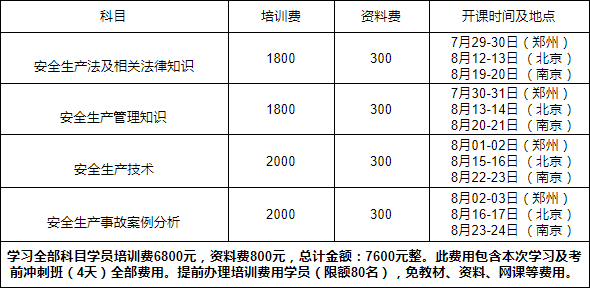 科目 培训费 资料费 开课时间及地点
安全生产法及相关法律知识 1800 300 7月29-30日（郑州）
8月12-13日（北京）
8月19-20日（南京）
安全生产管理知识 1800 300 7月30-31日（郑州）
8月13-14日（北京）
8月20-21日（南京）
安全生产技术 2000 300 8月01-02日（郑州）
8月15-16日（北京）
8月22-23日（南京）
安全生产事故案例分析 2000 300 8月02-03日（郑州）
8月16-17日（北京）
8月23-24日（南京）
学习全部科目学员培训费6800元，资料费800元，总计金额：7600元整。此费用包含本次学习及考
前冲刺班（4天）全部费用。提前办理培训费用学员（限额80名），免教材、资料、网课等费用。